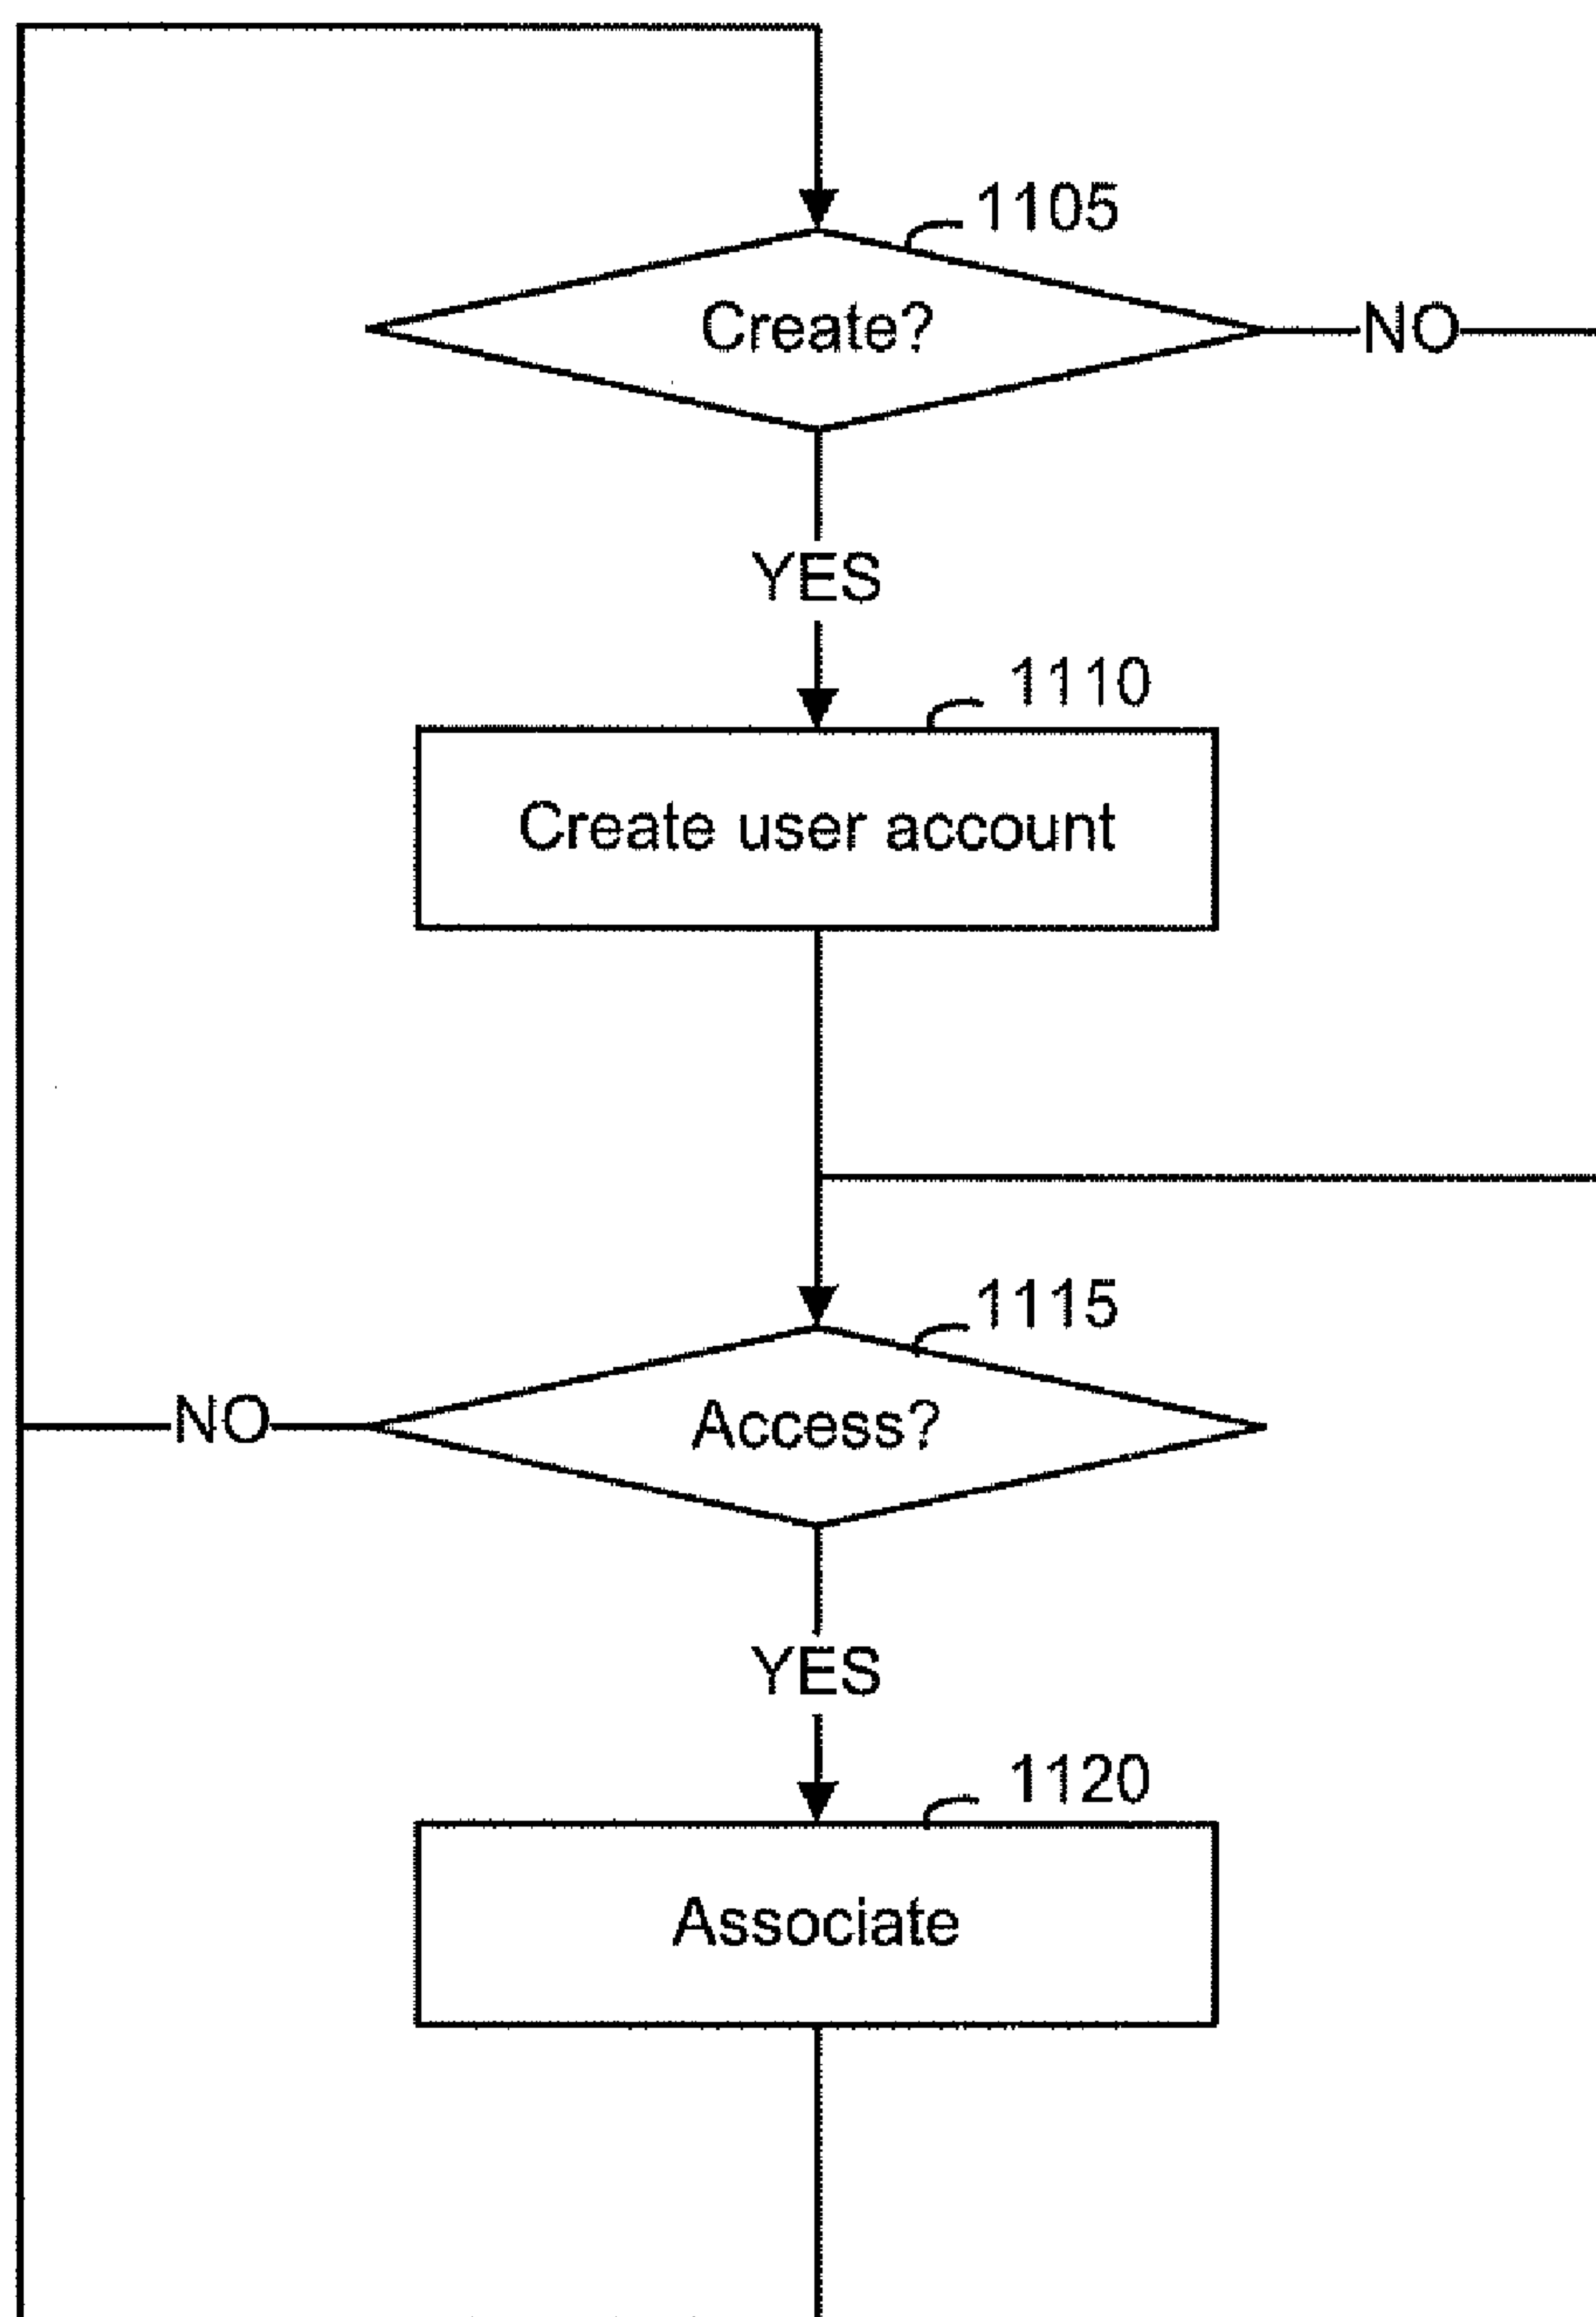 1105
Create?
NO
YES
1110
Create user account
1115
NO
Access?
YES
1120
Associate